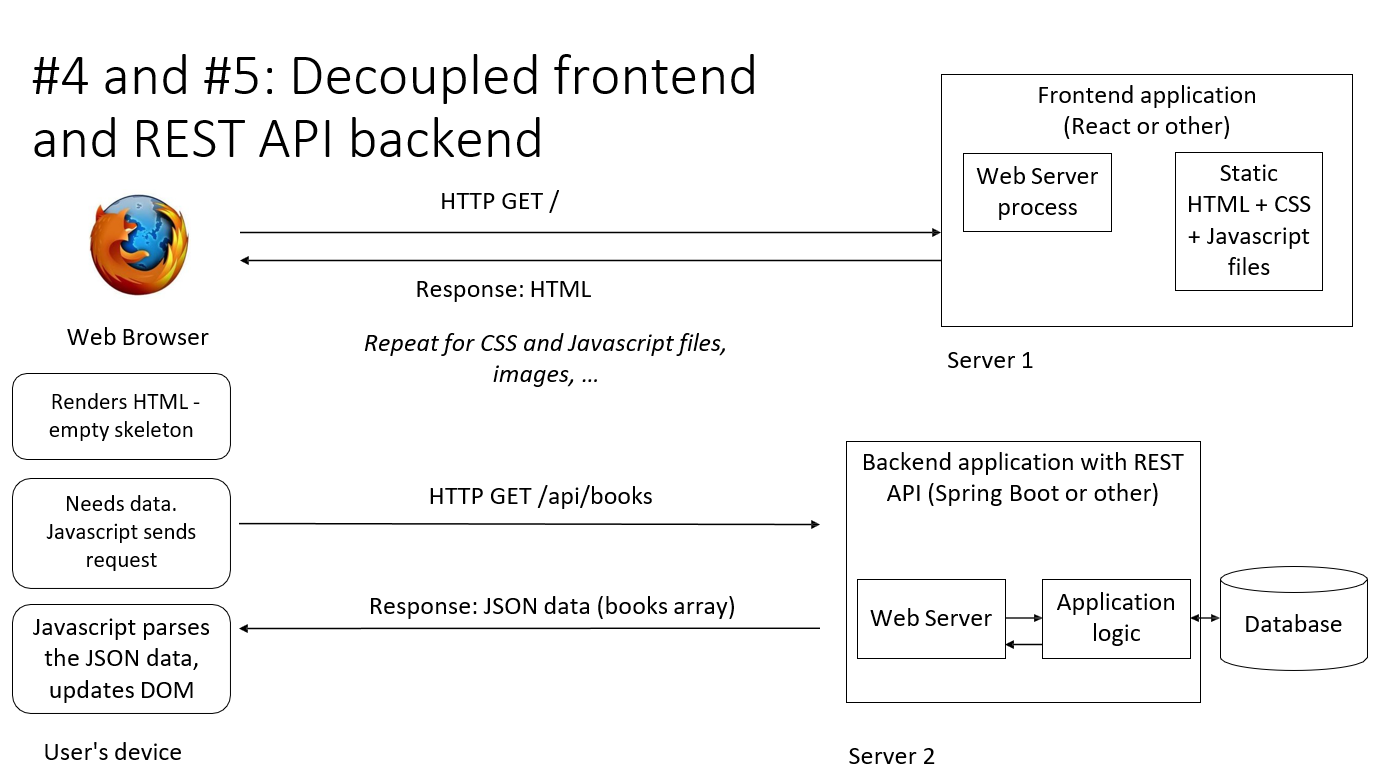 #4 and #5: Decoupled frontend
and REST API backend
Frontend application
(React or other)
Web Server
process
Static
HTML + CSS
+ Javascript
files
Server 1
HTTP GET /
Response: HTML
Repeat for CSS and Javascript files,
images, …
Web Browser
Renders HTML -
empty skeleton
Needs data.
Javascript sends
request
Javascript parses
the JSON data,
updates DOM
User's device
HTTP GET /api/books
Response: JSON data (books array)
Backend application with REST
API (Spring Boot or other)
Web Server
Application
logic
Database
Server 2